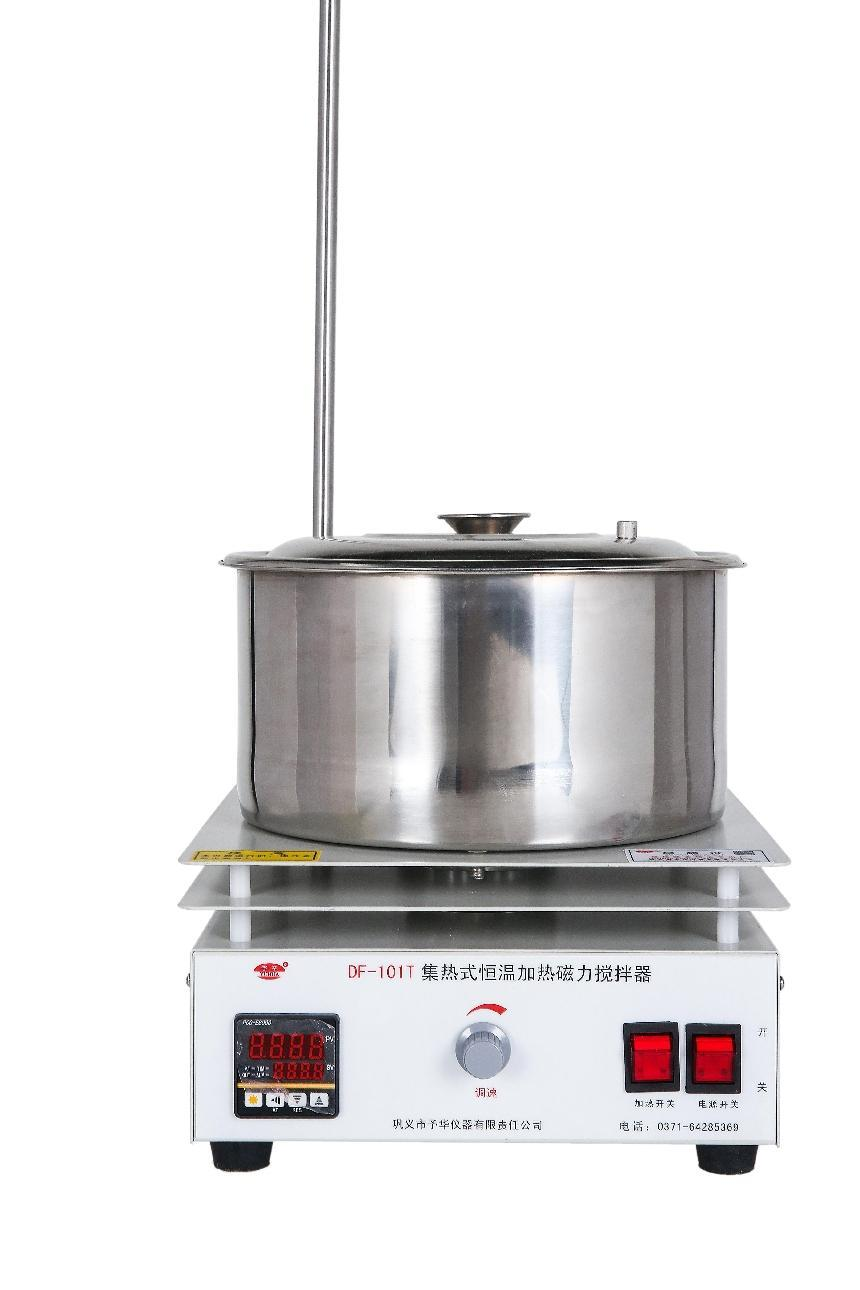 DF-101T 集热式恒温加热磁力搅拌器
PV
SV
调速
开
关
加热开关
电源开关
巩义市予华仪器有限责任公司
电话：0371-64285369